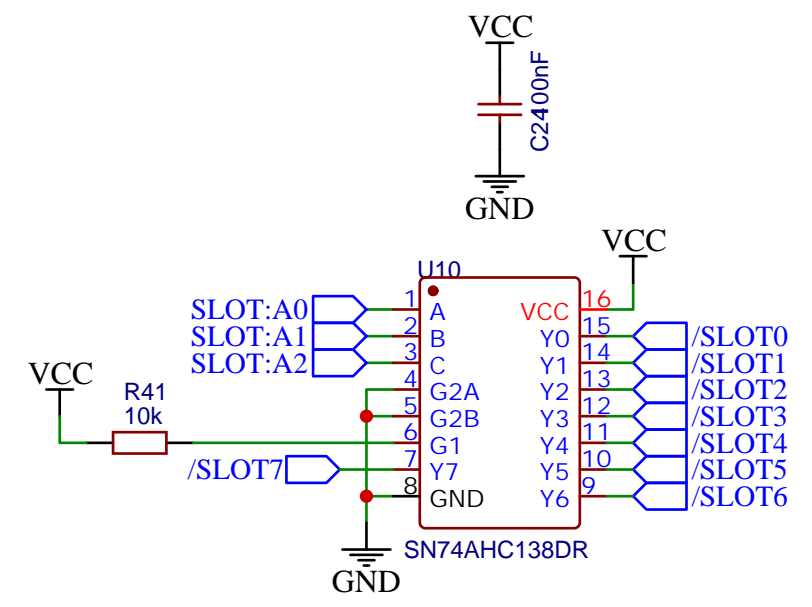 VCC
C2400nF
GND
VCC
U10
SLOT:A0 1 A VCC 16
SLOT:A1 2 B Y0 15 /SLOT0
SLOT:A2 3 C Y1 14 /SLOT1
4 G2A Y2 13 /SLOT2
5 G2B Y3 12 /SLOT3
VCC
R41
10k
6 G1 Y4 11 /SLOT4
/SLOT7 7 Y7 Y5 10 /SLOT5
8 GND Y6 9 /SLOT6
SN74AHC138DR
GND